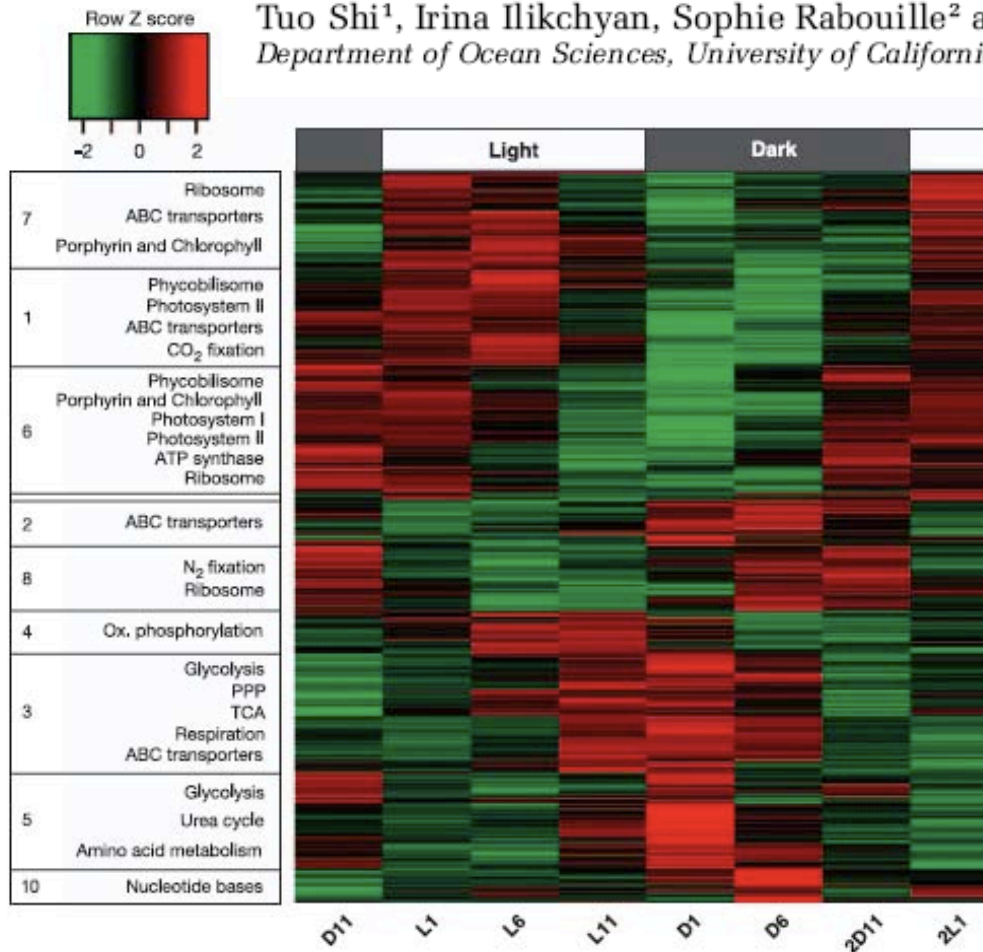 Row Z score
-2 0 2
Tuo Shi¹, Irina Ilikchyan, Sophie Rabouille² a
Department of Ocean Sciences, University of Californi
Light Dark
7
Ribosome
ABC transporters
Porphyrin and Chlorophyll
1
Phycobilisome
Photosystem II
ABC transporters
CO₂ fixation
6
Phycobilisome
Porphyrin and Chlorophyll
Photosystem I
Photosystem II
ATP synthase
Ribosome
2 ABC transporters
8
N₂ fixation
Ribosome
4 Ox. phosphorylation
3
Glycolysis
PPP
TCA
Respiration
ABC transporters
5
Glycolysis
Urea cycle
Amino acid metabolism
10 Nucleotide bases
D11 L1 L6 L11 D1 D6 2D11 2L1